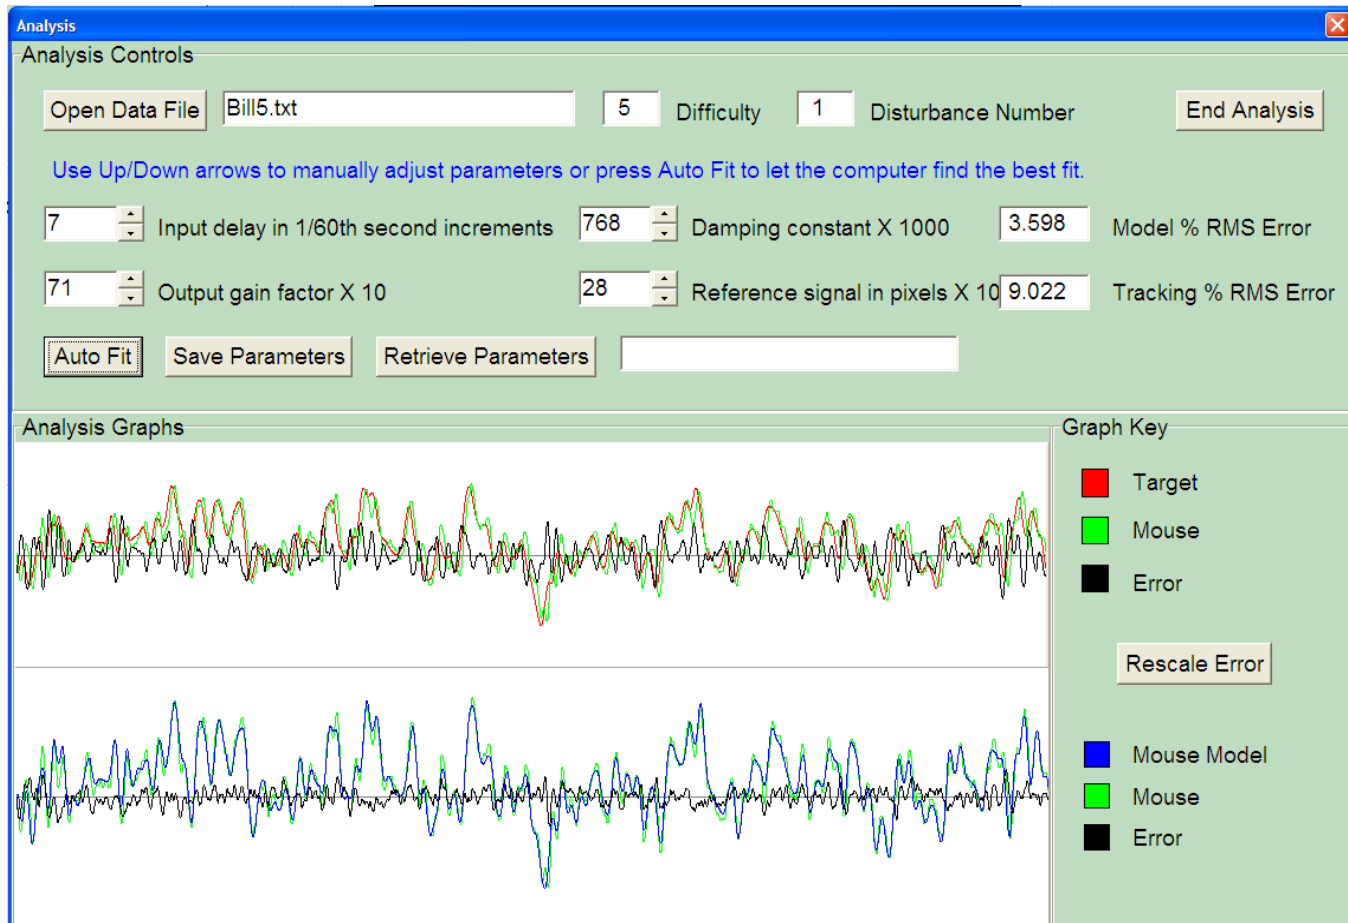 Analysis
Analysis Controls
Open Data File Bill5.txt 5 Difficulty 1 Disturbance Number End Analysis
Use Up/Down arrows to manually adjust parameters or press Auto Fit to let the computer find the best fit.
7 Input delay in 1/60th second increments 768 Damping constant X 1000 3.598 Model % RMS Error
71 Output gain factor X 10 28 Reference signal in pixels X 10 9.022 Tracking % RMS Error
Auto Fit Save Parameters Retrieve Parameters
Analysis Graphs
Graph Key
Target
Mouse
Error
Rescale Error
Mouse Model
Mouse
Error